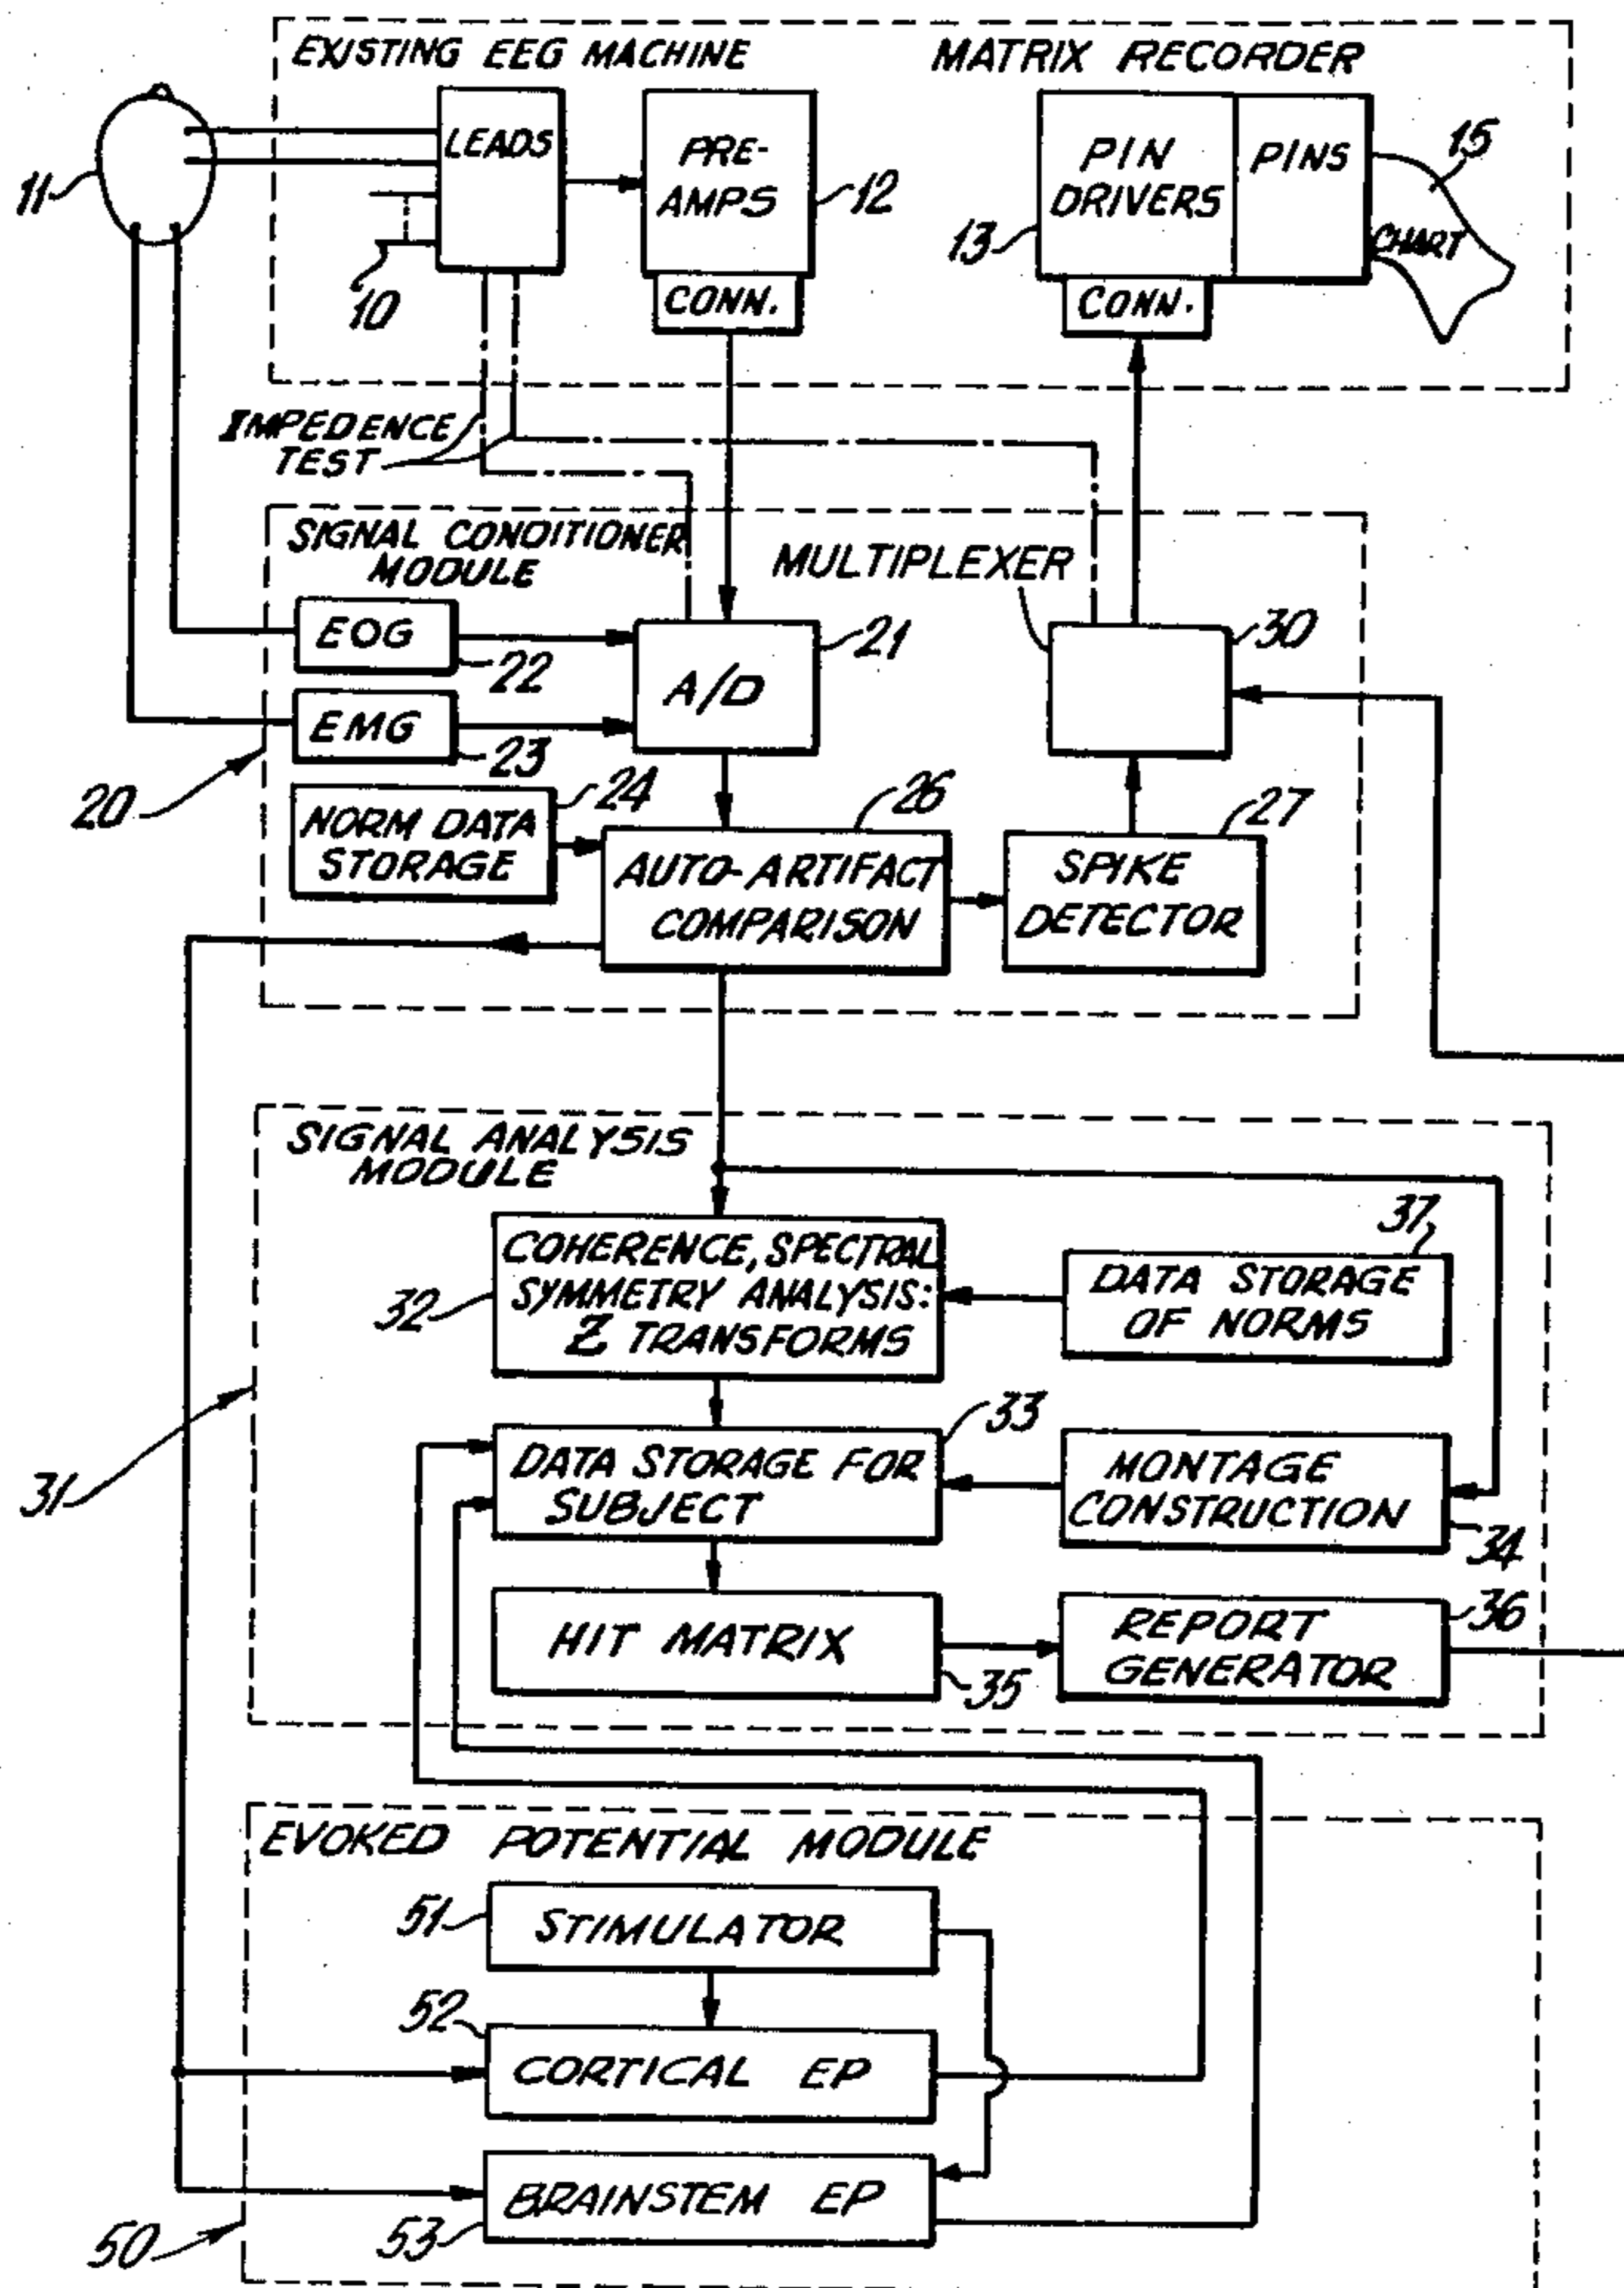 EXISTING EEG MACHINE
MATRIX RECORDER
11
LEADS
10
PRE-
AMPS
12
CONN.
13
PIN
DRIVERS
PINS
15
CHART
CONN.
IMPEDENCE
TEST
SIGNAL CONDITIONER
MODULE
MULTIPLEXER
EOG
22
EMG
23
A/D
21
30
20
NORM DATA
STORAGE
24
AUTO-ARTIFACT
COMPARISON
26
SPIKE
DETECTOR
27
SIGNAL ANALYSIS
MODULE
COHERENCE, SPECTRAL
SYMMETRY ANALYSIS:
Z TRANSFORMS
32
37
DATA STORAGE
OF NORMS
31
33
DATA STORAGE FOR
SUBJECT
MONTAGE
CONSTRUCTION
34
HIT MATRIX
35
REPORT
GENERATOR
36
EVOKED POTENTIAL MODULE
51
STIMULATOR
52
CORTICAL EP
BRAINSTEM EP
53
50